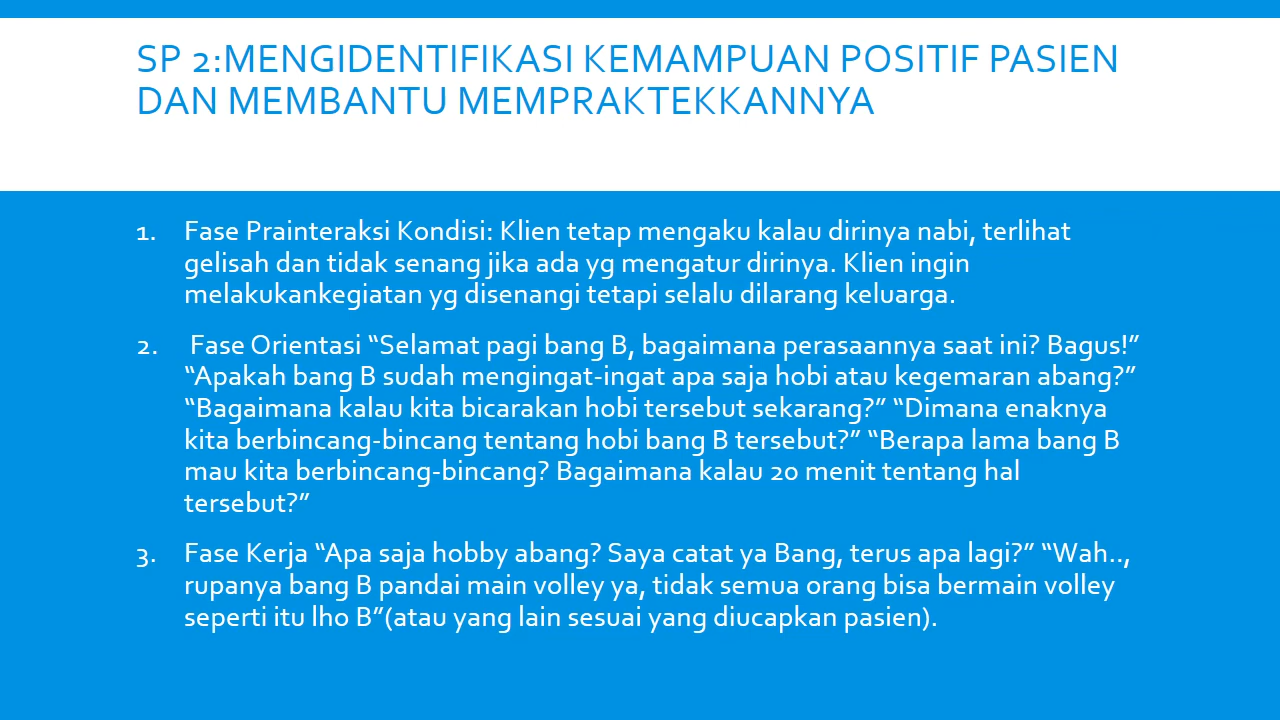 SP 2:MENGIDENTIFIKASI KEMAMPUAN POSITIF PASIEN
DAN MEMBANTU MEMPRAKTEKKANNYA
1. Fase Prainteraksi Kondisi: Klien tetap mengaku kalau dirinya nabi, terlihat
gelisah dan tidak senang jika ada yg mengatur dirinya. Klien ingin
melakukankegiatan yg disenangi tetapi selalu dilarang keluarga.
2. Fase Orientasi “Selamat pagi bang B, bagaimana perasaannya saat ini? Bagus!”
“Apakah bang B sudah mengingat-ingat apa saja hobi atau kegemaran abang?”
“Bagaimana kalau kita bicarakan hobi tersebut sekarang?” “Dimana enaknya
kita berbincang-bincang tentang hobi bang B tersebut?” “Berapa lama bang B
mau kita berbincang-bincang? Bagaimana kalau 20 menit tentang hal
tersebut?”
3. Fase Kerja “Apa saja hobby abang? Saya catat ya Bang, terus apa lagi?” “Wah..,
rupanya bang B pandai main volley ya, tidak semua orang bisa bermain volley
seperti itu lho B”(atau yang lain sesuai yang diucapkan pasien).